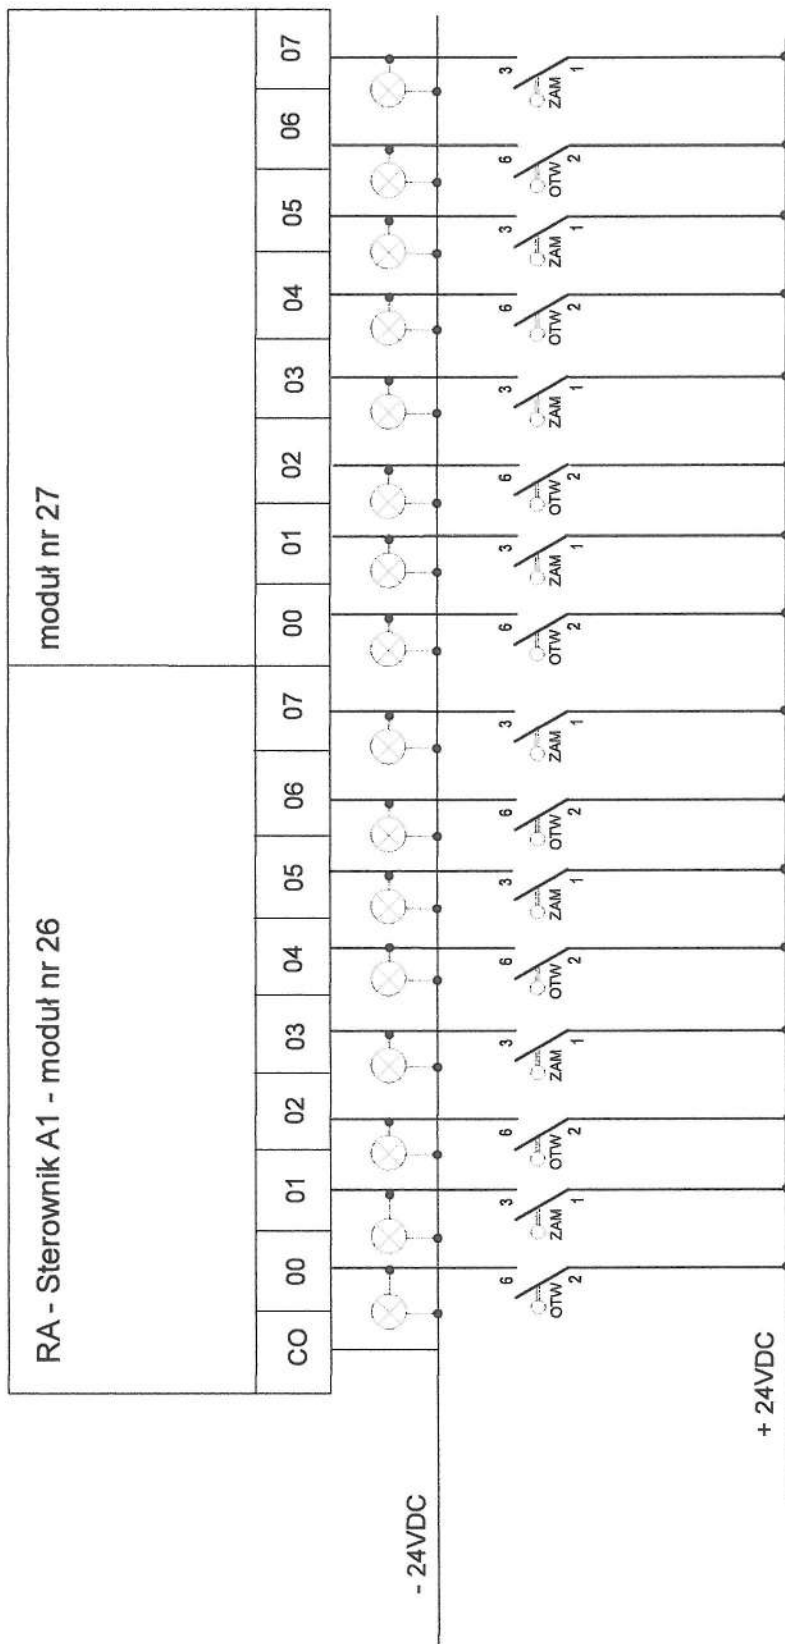 RA - Sterownik A1 - moduł nr 26
moduł nr 27
CO 00 01 02 03 04 05 06 07 00 01 02 03 04 05 06 07
- 24VDC
6 3 6 3 6 3 6 3 6 3 6 3 6 3 6 3
OTW ZAM OTW ZAM OTW ZAM OTW ZAM OTW ZAM OTW ZAM OTW ZAM OTW ZAM
2 1 2 1 2 1 2 1 2 1 2 1 2 1 2 1
+ 24VDC